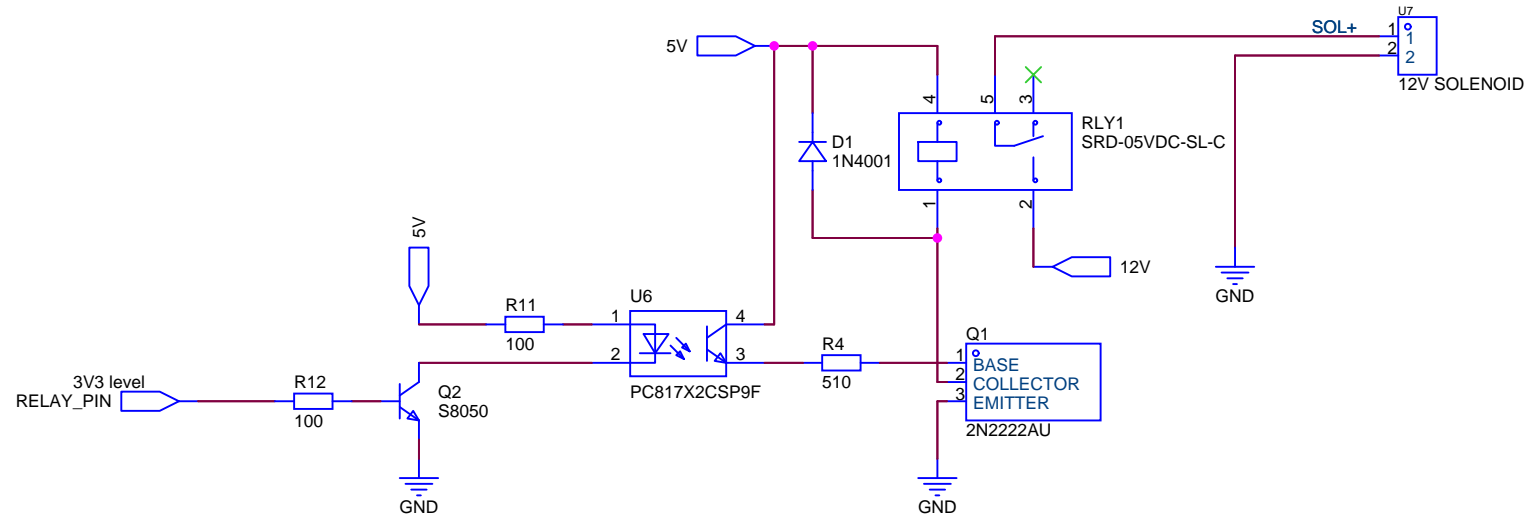 U7
SOL+
1
1
2
2
12V SOLENOID
5V
4
5
3
RLY1
SRD-05VDC-SL-C
D1
1N4001
1
2
12V
GND
5V
U6
R11
1
4
100
2
3
PC817X2CSP9F
R4
510
Q1
1
BASE
2
COLLECTOR
3
EMITTER
2N2222AU
3V3 level
RELAY_PIN
R12
100
Q2
S8050
GND
GND